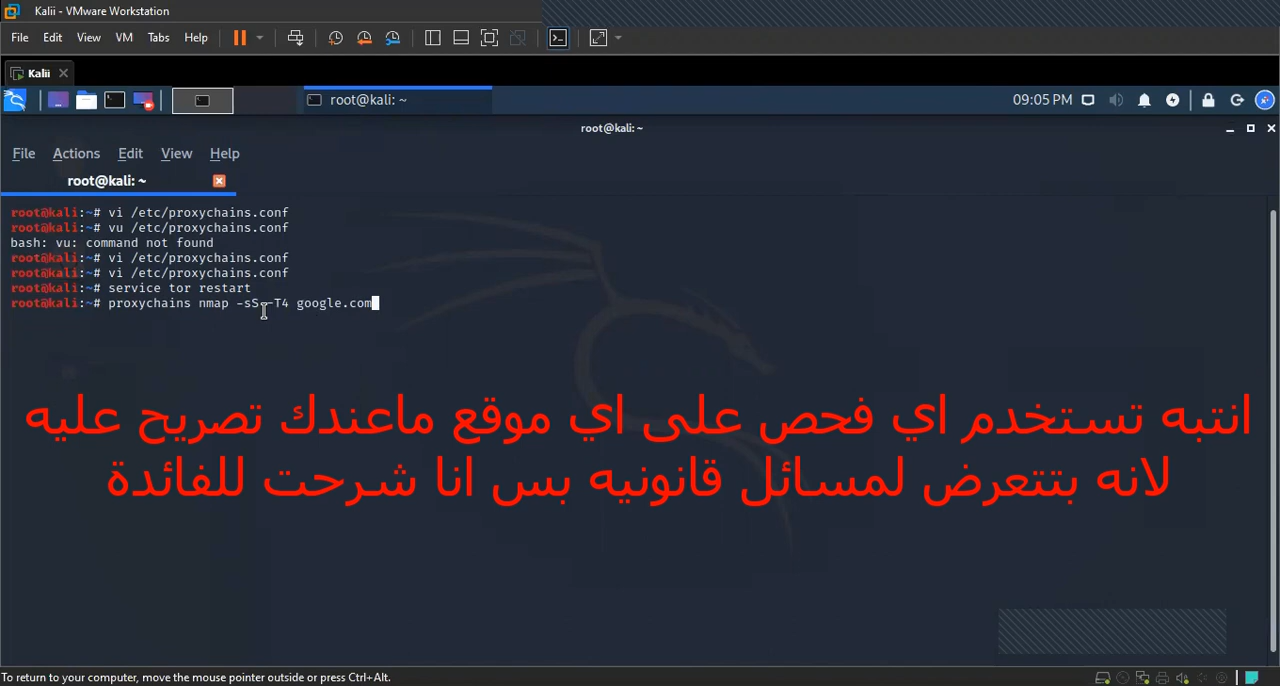 Kalii - VMware Workstation
File Edit View VM Tabs Help
Kalii
root@kali: ~
09:05 PM
root@kali: ~
File Actions Edit View Help
root@kali: ~
root@kali:~# vi /etc/proxychains.conf
root@kali:~# vu /etc/proxychains.conf
bash: vu: command not found
root@kali:~# vi /etc/proxychains.conf
root@kali:~# vi /etc/proxychains.conf
root@kali:~# service tor restart
root@kali:~# proxychains nmap -sS -T4 google.com
انتبه تستخدم اي فحص على اي موقع ماعندك تصريح عليه
لانه بتتعرض لمسائل قانونيه بس انا شرحت للفائدة
To return to your computer, move the mouse pointer outside or press Ctrl+Alt.